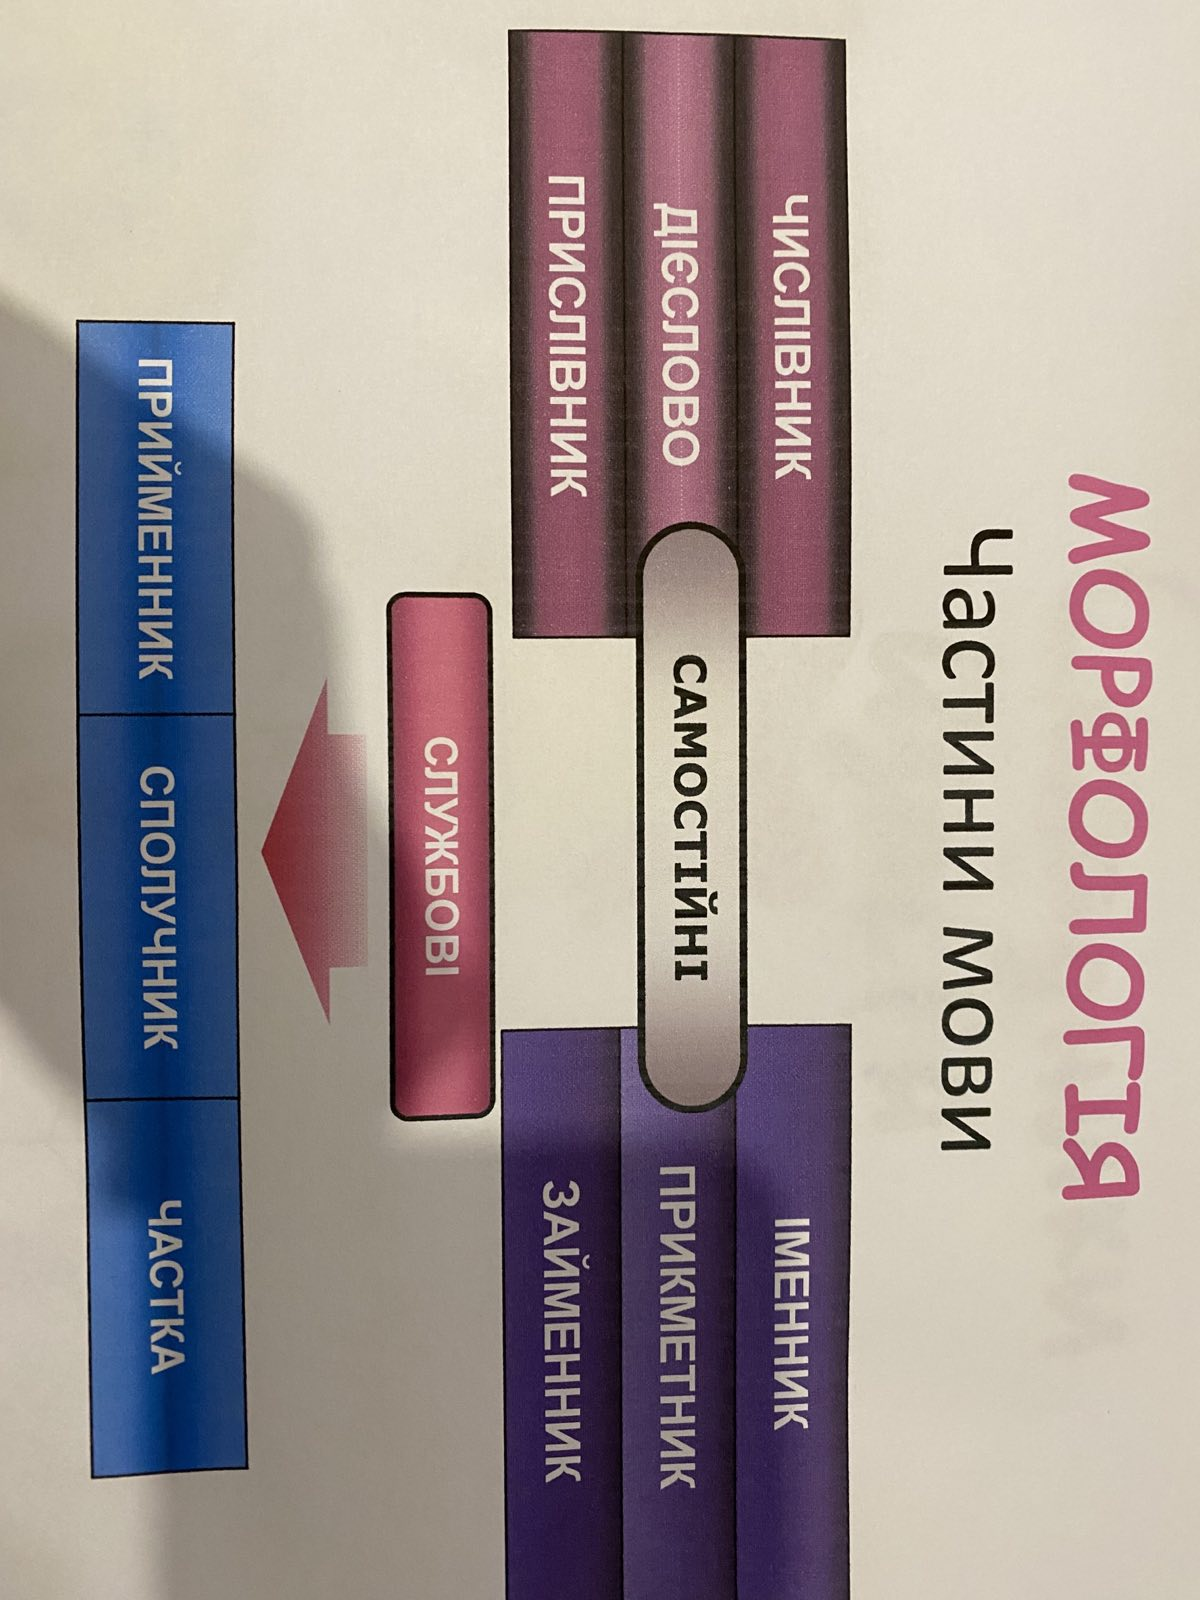 МОРФОЛОГІЯ
Частини мови
ЧИСЛІВНИК
ІМЕННИК
ДІЄСЛОВО
САМОСТІЙНІ
ПРИКМЕТНИК
ПРИСЛІВНИК
ЗАЙМЕННИК
СЛУЖБОВІ
ПРИЙМЕННИК
СПОЛУЧНИК
ЧАСТКА